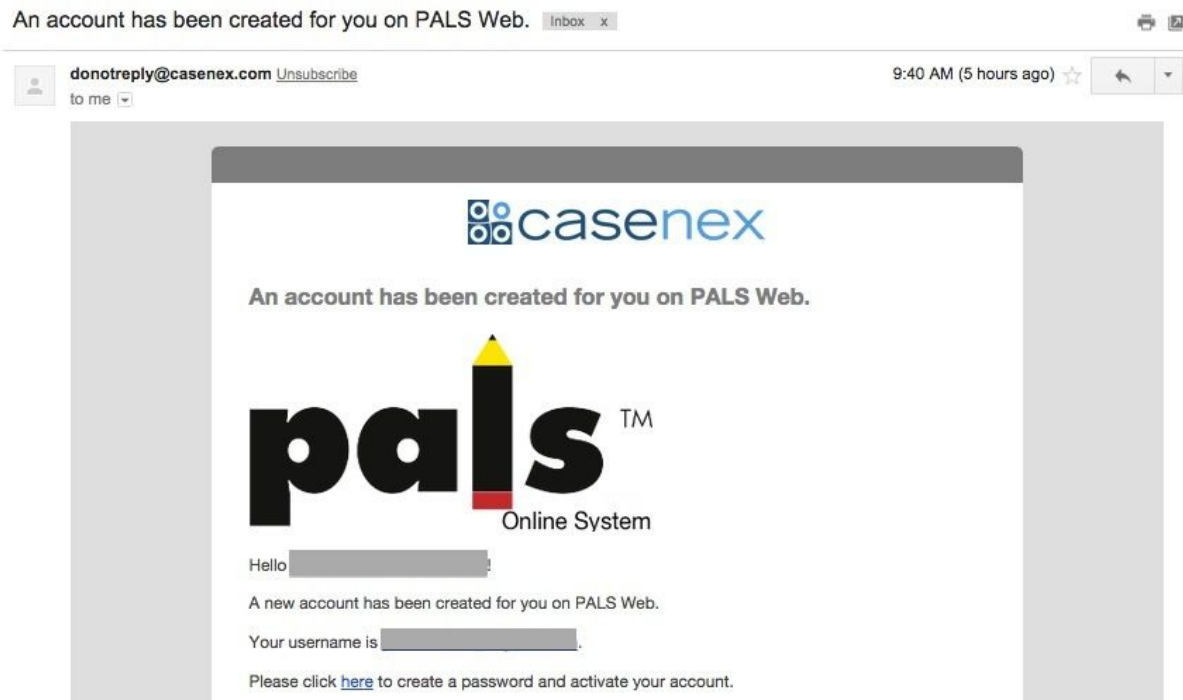 An account has been created for you on PALS Web. Inbox x
donotreply@casenex.com Unsubscribe 9:40 AM (5 hours ago)
to me
casenex
An account has been created for you on PALS Web.
pals TM
Online System
Hello !
A new account has been created for you on PALS Web.
Your username is .
Please click here to create a password and activate your account.